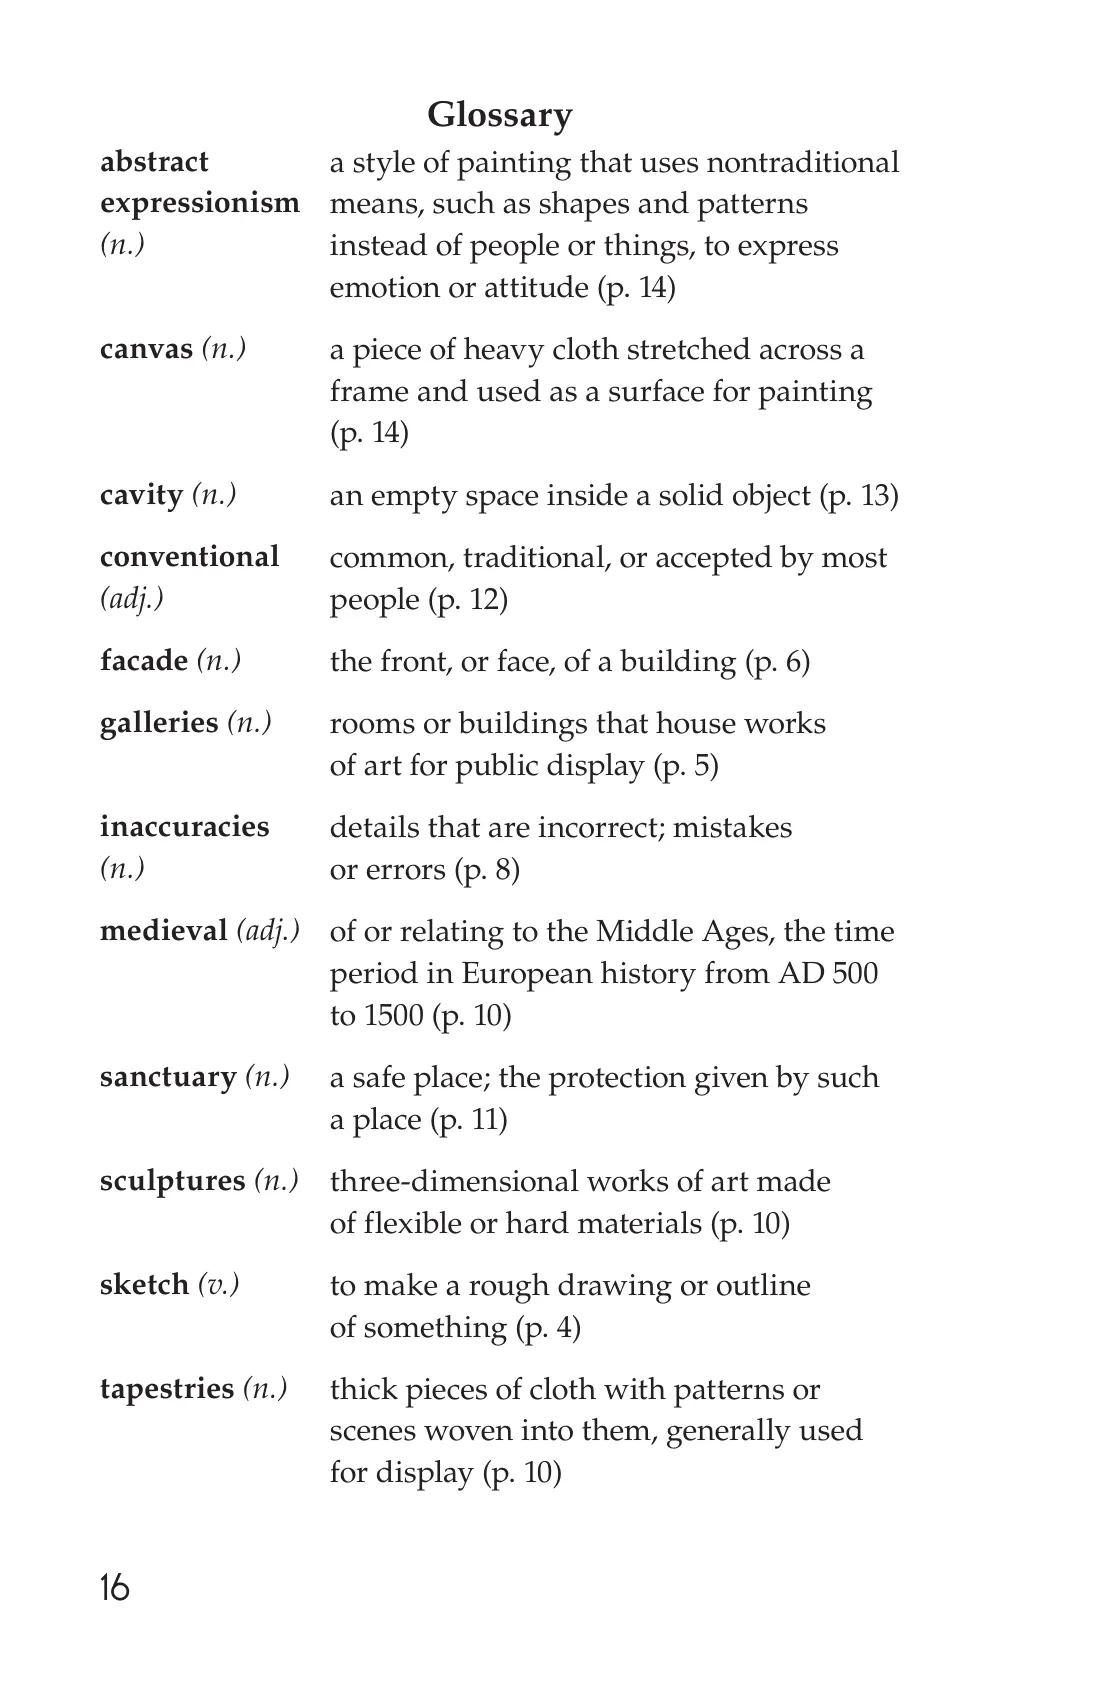 Glossary
abstract a style of painting that uses nontraditional
expressionism means, such as shapes and patterns
(n.) instead of people or things, to express
emotion or attitude (p. 14)
canvas (n.) a piece of heavy cloth stretched across a
frame and used as a surface for painting
(p. 14)
cavity (n.) an empty space inside a solid object (p. 13)
conventional common, traditional, or accepted by most
(adj.) people (p. 12)
facade (n.) the front, or face, of a building (p. 6)
galleries (n.) rooms or buildings that house works
of art for public display (p. 5)
inaccuracies details that are incorrect; mistakes
(n.) or errors (p. 8)
medieval (adj.) of or relating to the Middle Ages, the time
period in European history from AD 500
to 1500 (p. 10)
sanctuary (n.) a safe place; the protection given by such
a place (p. 11)
sculptures (n.) three-dimensional works of art made
of flexible or hard materials (p. 10)
sketch (v.) to make a rough drawing or outline
of something (p. 4)
tapestries (n.) thick pieces of cloth with patterns or
scenes woven into them, generally used
for display (p. 10)
16